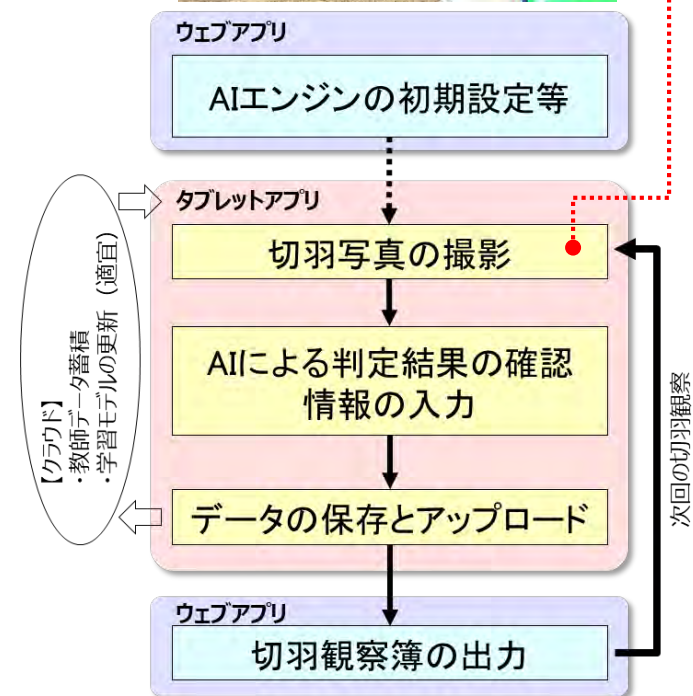 ウェブアプリ
AIエンジンの初期設定等
タブレットアプリ
切羽写真の撮影
AIによる判定結果の確認
情報の入力
データの保存とアップロード
ウェブアプリ
切羽観察簿の出力
【クラウド】
・教師データ蓄積
・学習モデルの更新（適宜）
次回の切羽観察